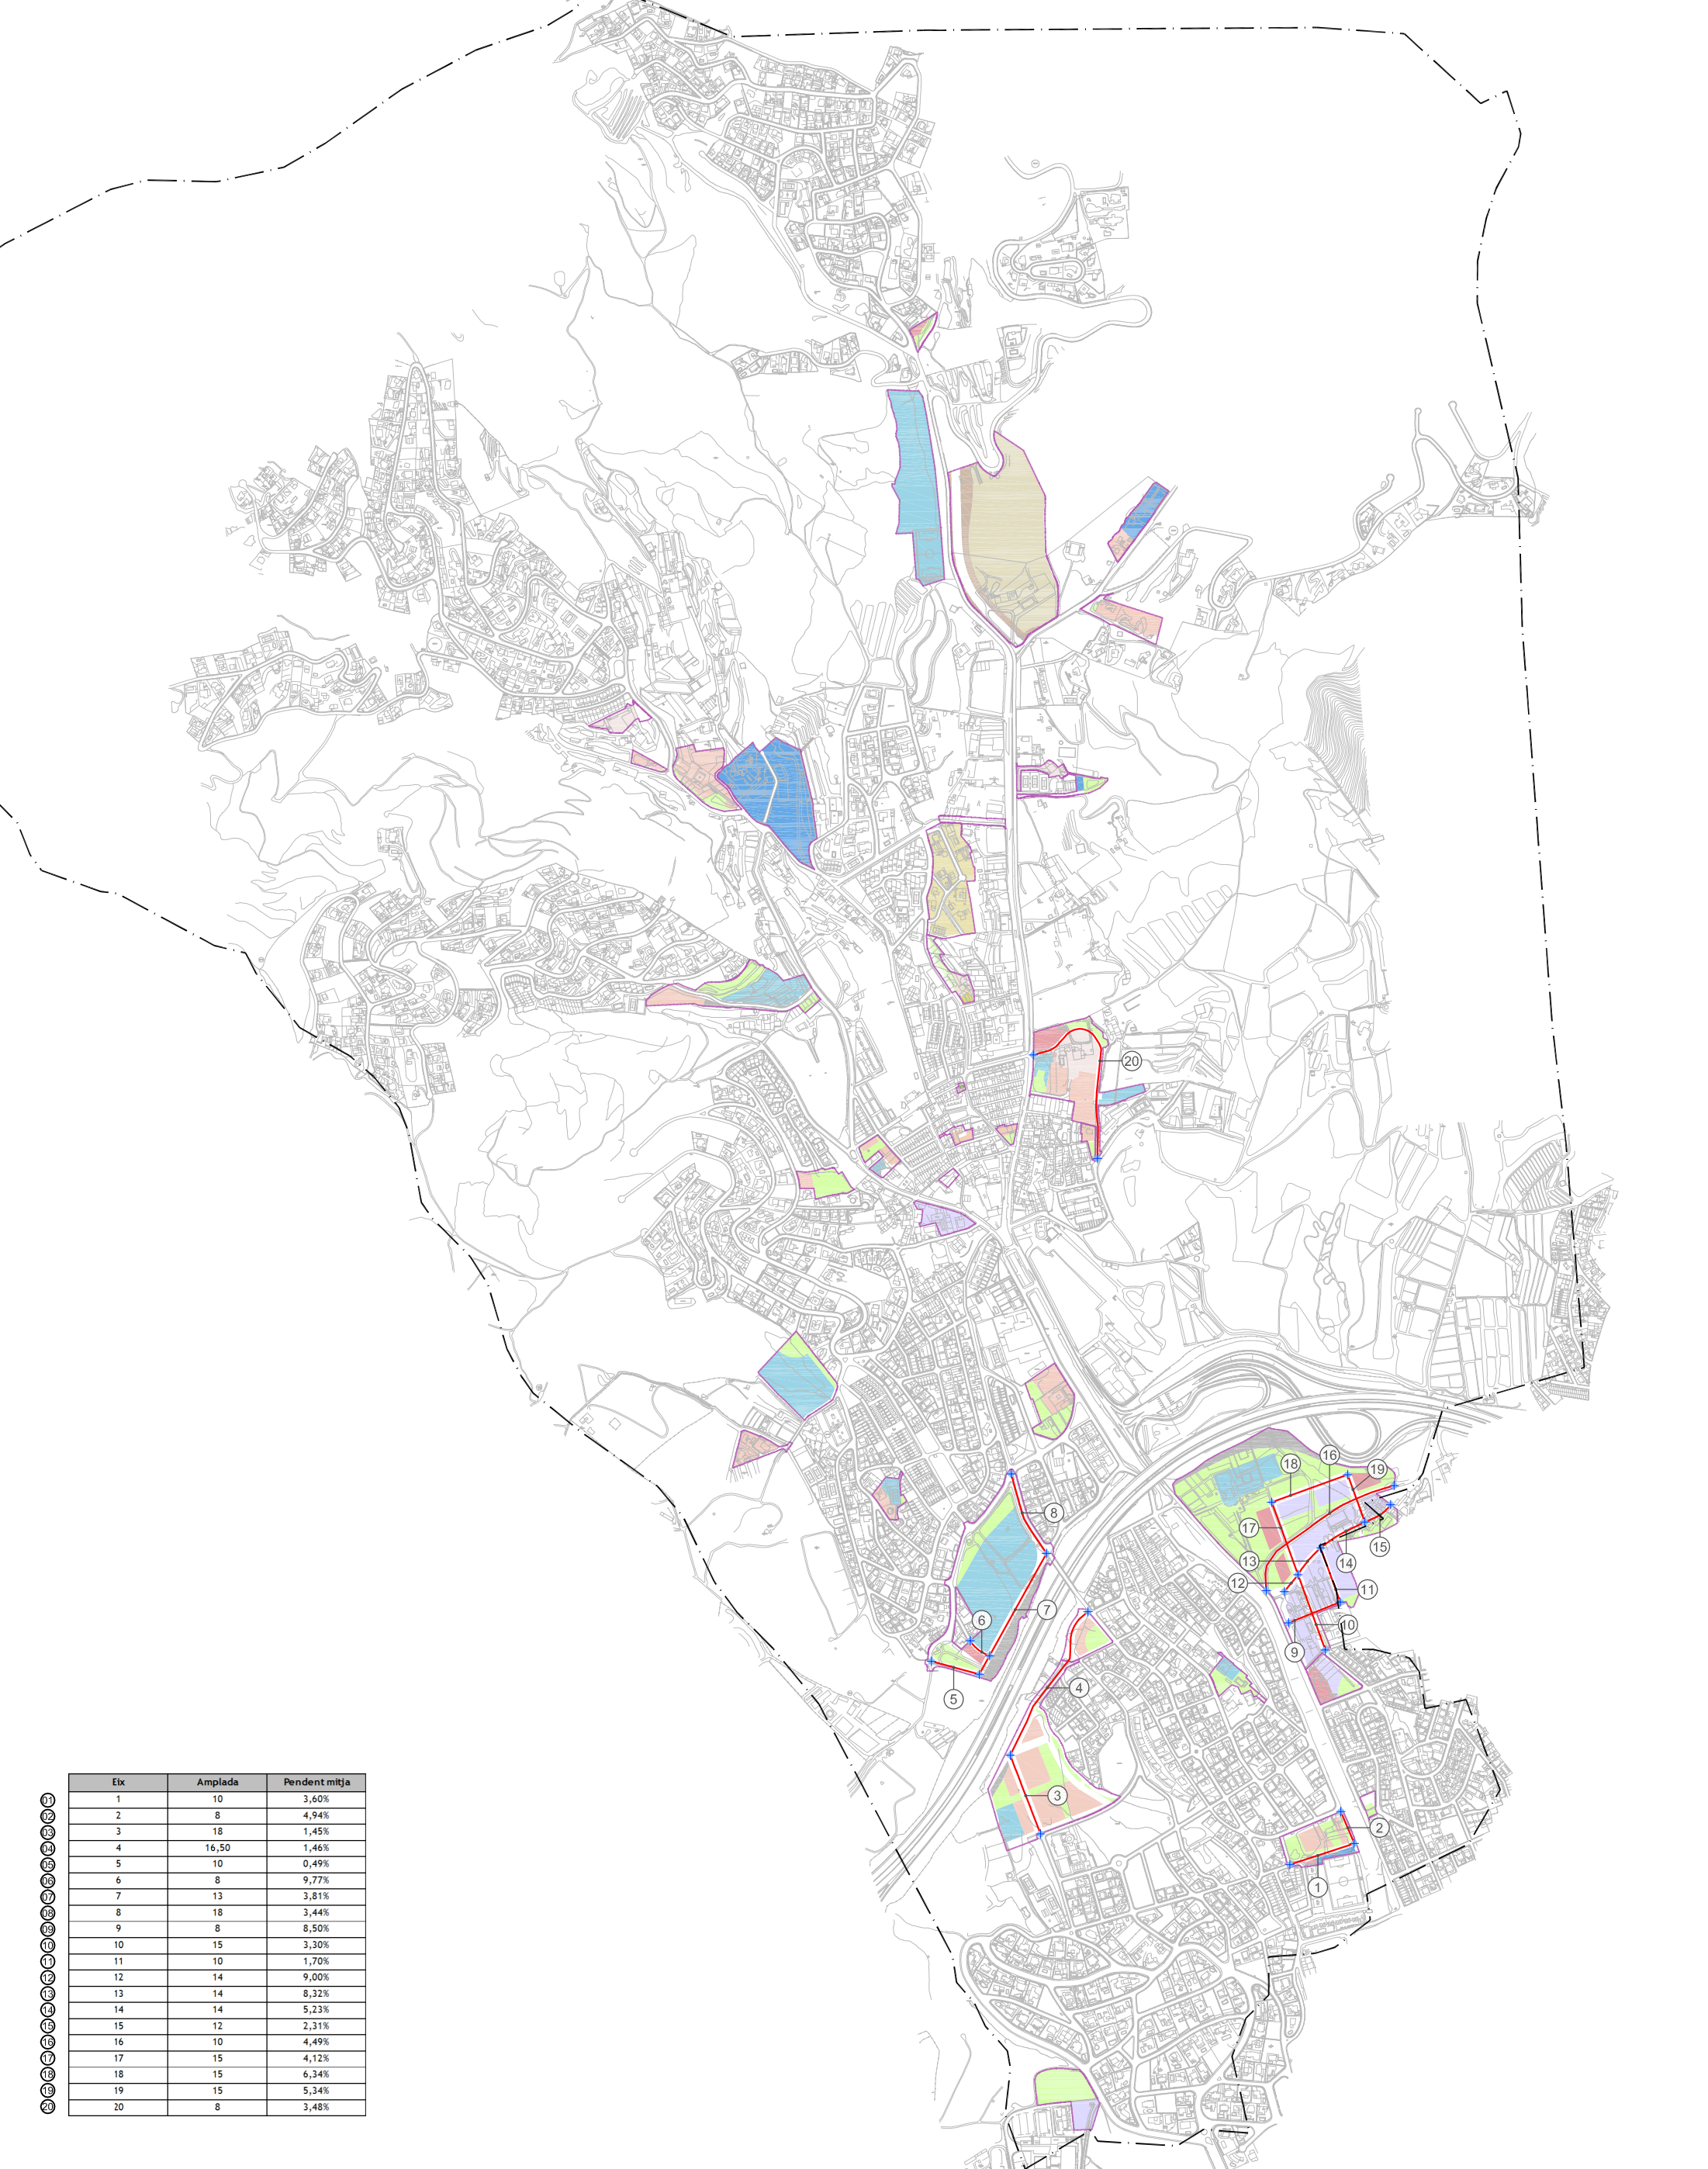 20
18
16
19
8
17
13
14
15
12
11
7
6
10
9
4
5
3
2
1
Eix Amplada Pendent mitja
01 1 10 3,60%
02 2 8 4,94%
03 3 18 1,45%
04 4 16,50 1,46%
05 5 10 0,49%
06 6 8 9,77%
07 7 13 3,81%
08 8 18 3,44%
09 9 8 8,50%
10 10 15 3,30%
11 11 10 1,70%
12 12 14 9,00%
13 13 14 8,32%
14 14 14 5,23%
15 15 12 2,31%
16 16 10 4,49%
17 17 15 4,12%
18 18 15 6,34%
19 19 15 5,34%
20 20 8 3,48%